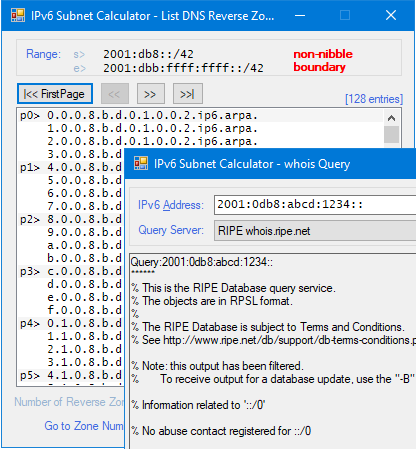 IPv6 Subnet Calculator - List DNS Reverse Zo...
Range: s> 2001:db8::/42
e> 2001:dbb:ffff:ffff::/42
non-nibble
boundary
|<< FirstPage << >> >>|
[128 entries]
p0> 0.0.0.8.b.d.0.1.0.0.2.ip6.arpa.
1.0.0.8.b.d.0.1.0.0.2.ip6.arpa.
2.0.0.8.b.d.0.1.0.0.2.ip6.arpa.
3.0.0.8.b.d
p1> 4.0.0.8.b.d
5.0.0.8.b.d
6.0.0.8.b.d
7.0.0.8.b.d
p2> 8.0.0.8.b.d
9.0.0.8.b.d
a.0.0.8.b.d
b.0.0.8.b.d
p3> c.0.0.8.b.d
d.0.0.8.b.d
e.0.0.8.b.d
f.0.0.8.b.d
p4> 0.1.0.8.b.d
1.1.0.8.b.d
2.1.0.8.b.d
3.1.0.8.b.d
p5> 4.1.0.8.b.d
Number of Reverse Zon
Go to Zone Num
IPv6 Subnet Calculator - whois Query
IPv6 Address: 2001:0db8:abcd:1234::
Query Server: RIPE whois.ripe.net
Query:2001:0db8:abcd:1234::
******
% This is the RIPE Database query service.
% The objects are in RPSL format.
%
% The RIPE Database is subject to Terms and Conditions.
% See http://www.ripe.net/db/support/db-terms-conditions.p
% Note: this output has been filtered.
% To receive output for a database update, use the "-B"
% Information related to '::/0'
% No abuse contact registered for ::/0